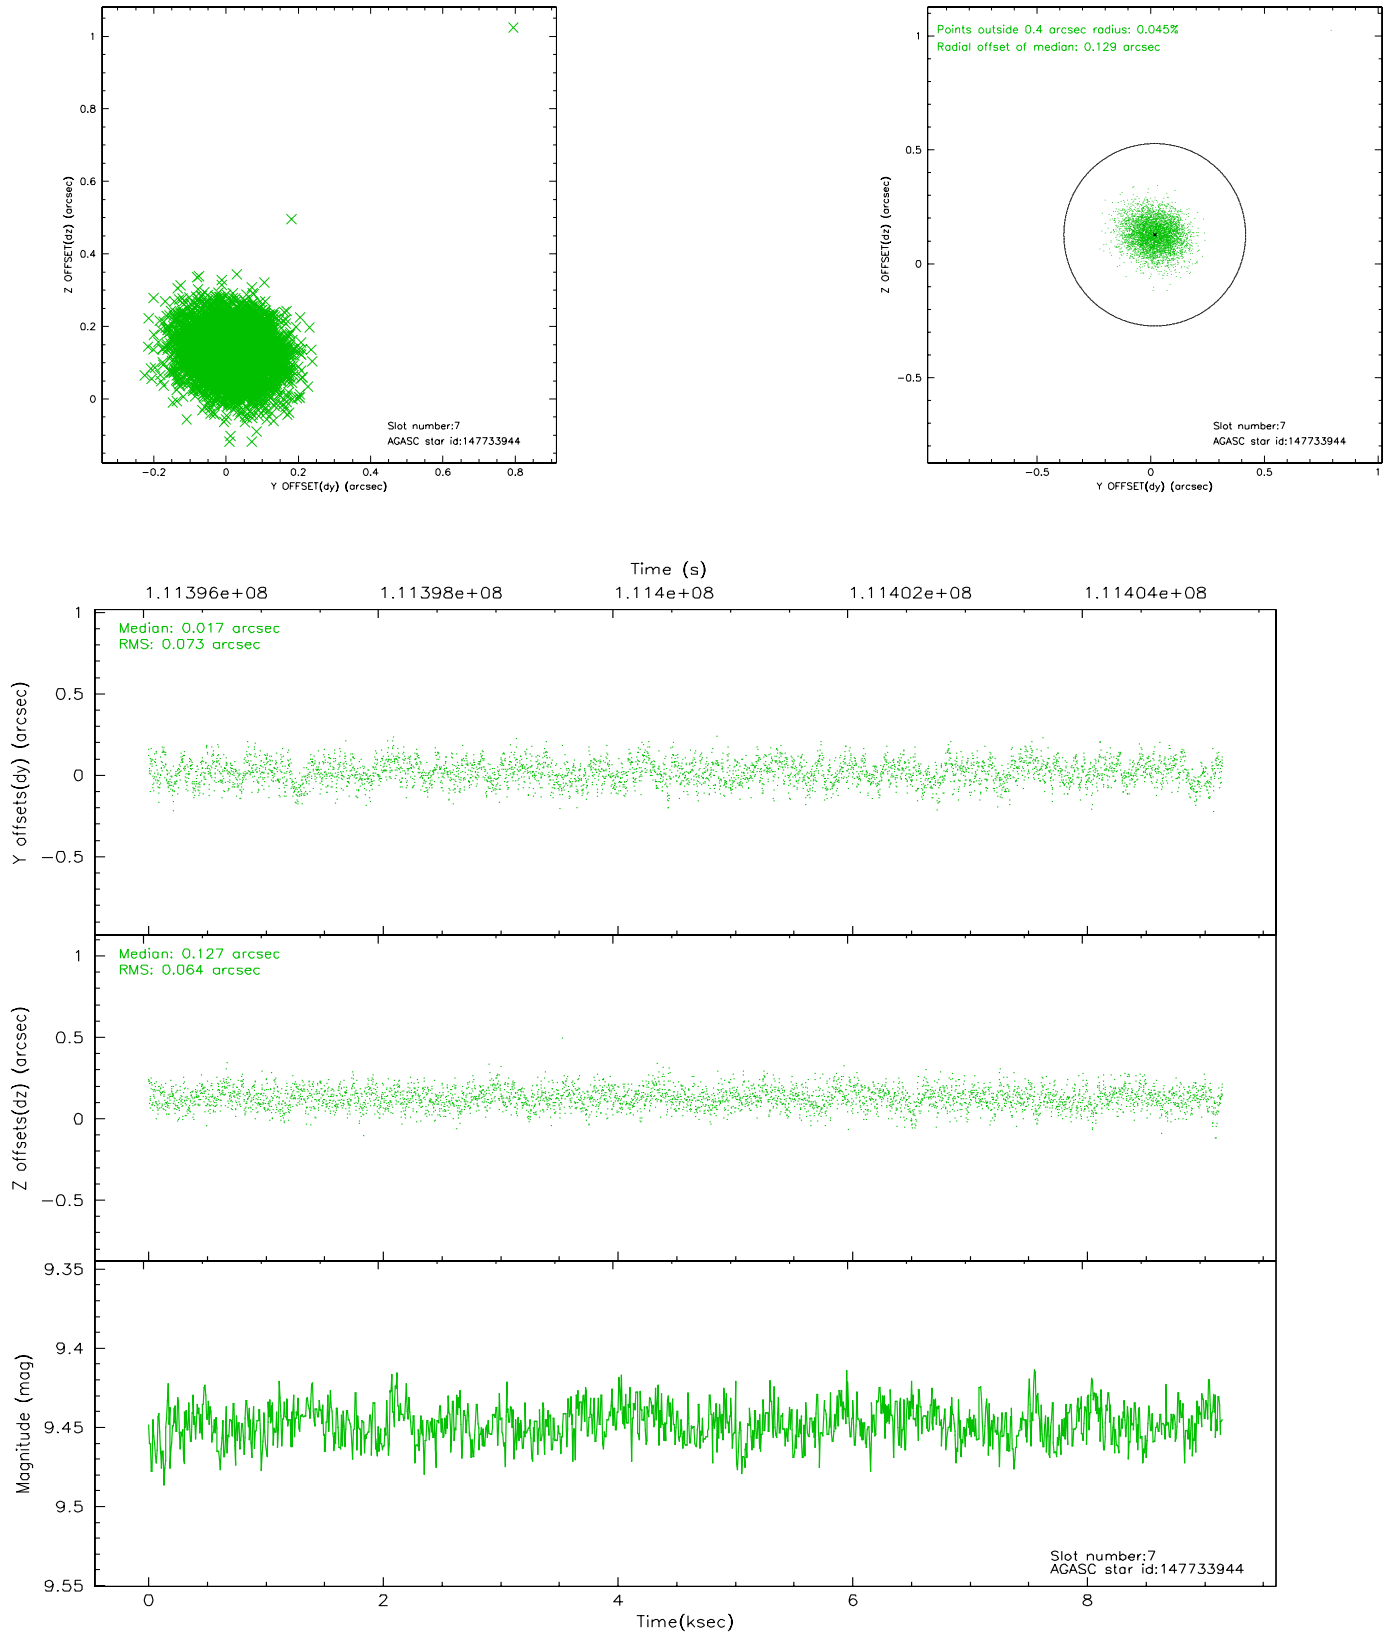 1
0.8
0.6
0.4
0.2
0
Z OFFSET(dz) (arcsec)
Slot number:7
AGASC star id:147733944
−0.2 0 0.2 0.4 0.6 0.8
Y OFFSET(dy) (arcsec)
Points outside 0.4 arcsec radius: 0.045%
Radial offset of median: 0.129 arcsec
1
0.5
0
−0.5
Z OFFSET(dz) (arcsec)
Slot number:7
AGASC star id:147733944
−0.5 0 0.5 1
Y OFFSET(dy) (arcsec)
Time (s)
1.11396e+08 1.11398e+08 1.114e+08 1.11402e+08 1.11404e+08
Median: 0.017 arcsec
RMS: 0.073 arcsec
1
0.5
0
−0.5
Y offsets(dy) (arcsec)
Median: 0.127 arcsec
RMS: 0.064 arcsec
1
0.5
0
−0.5
Z offsets(dz) (arcsec)
9.35
9.4
9.45
9.5
9.55
Magnitude (mag)
Slot number:7
AGASC star id:147733944
0 2 4 6 8
Time(ksec)